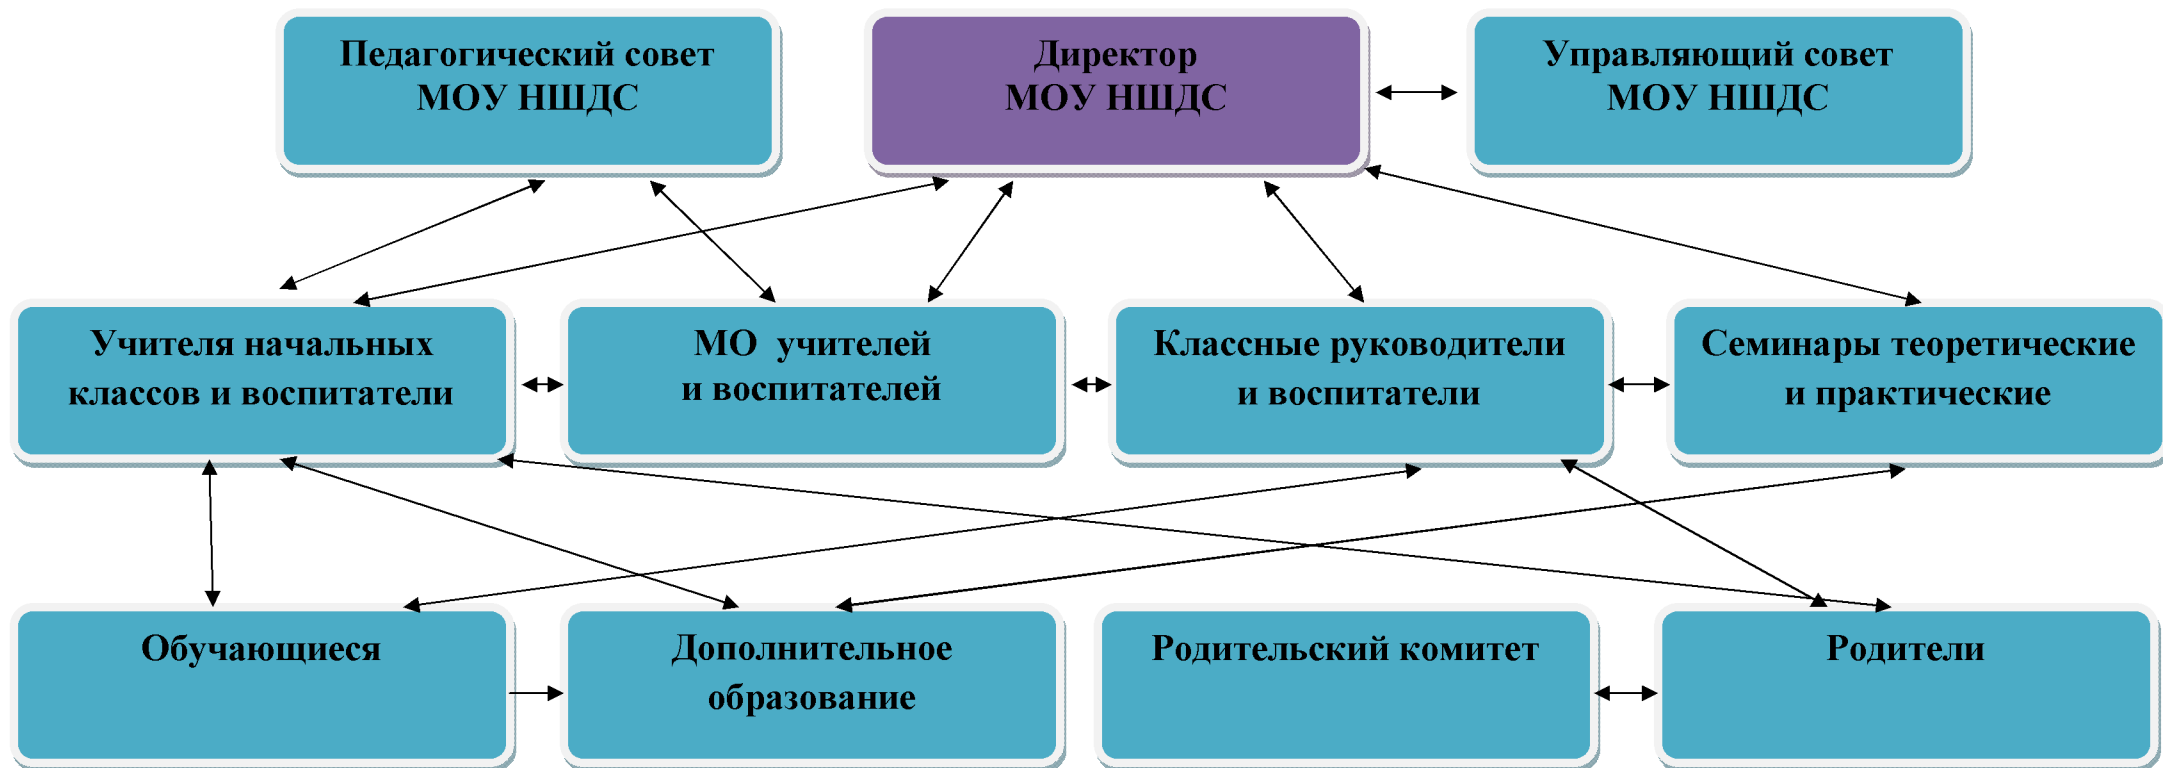 Педагогический совет
МОУ НШДС
Директор
МОУ НШДС
Управляющий совет
МОУ НШДС
Учителя начальных
классов и воспитатели
МО  учителей
и воспитателей
Классные руководители
и воспитатели
Семинары теоретические
и практические
Обучающиеся
Дополнительное
образование
Родительский комитет
Родители